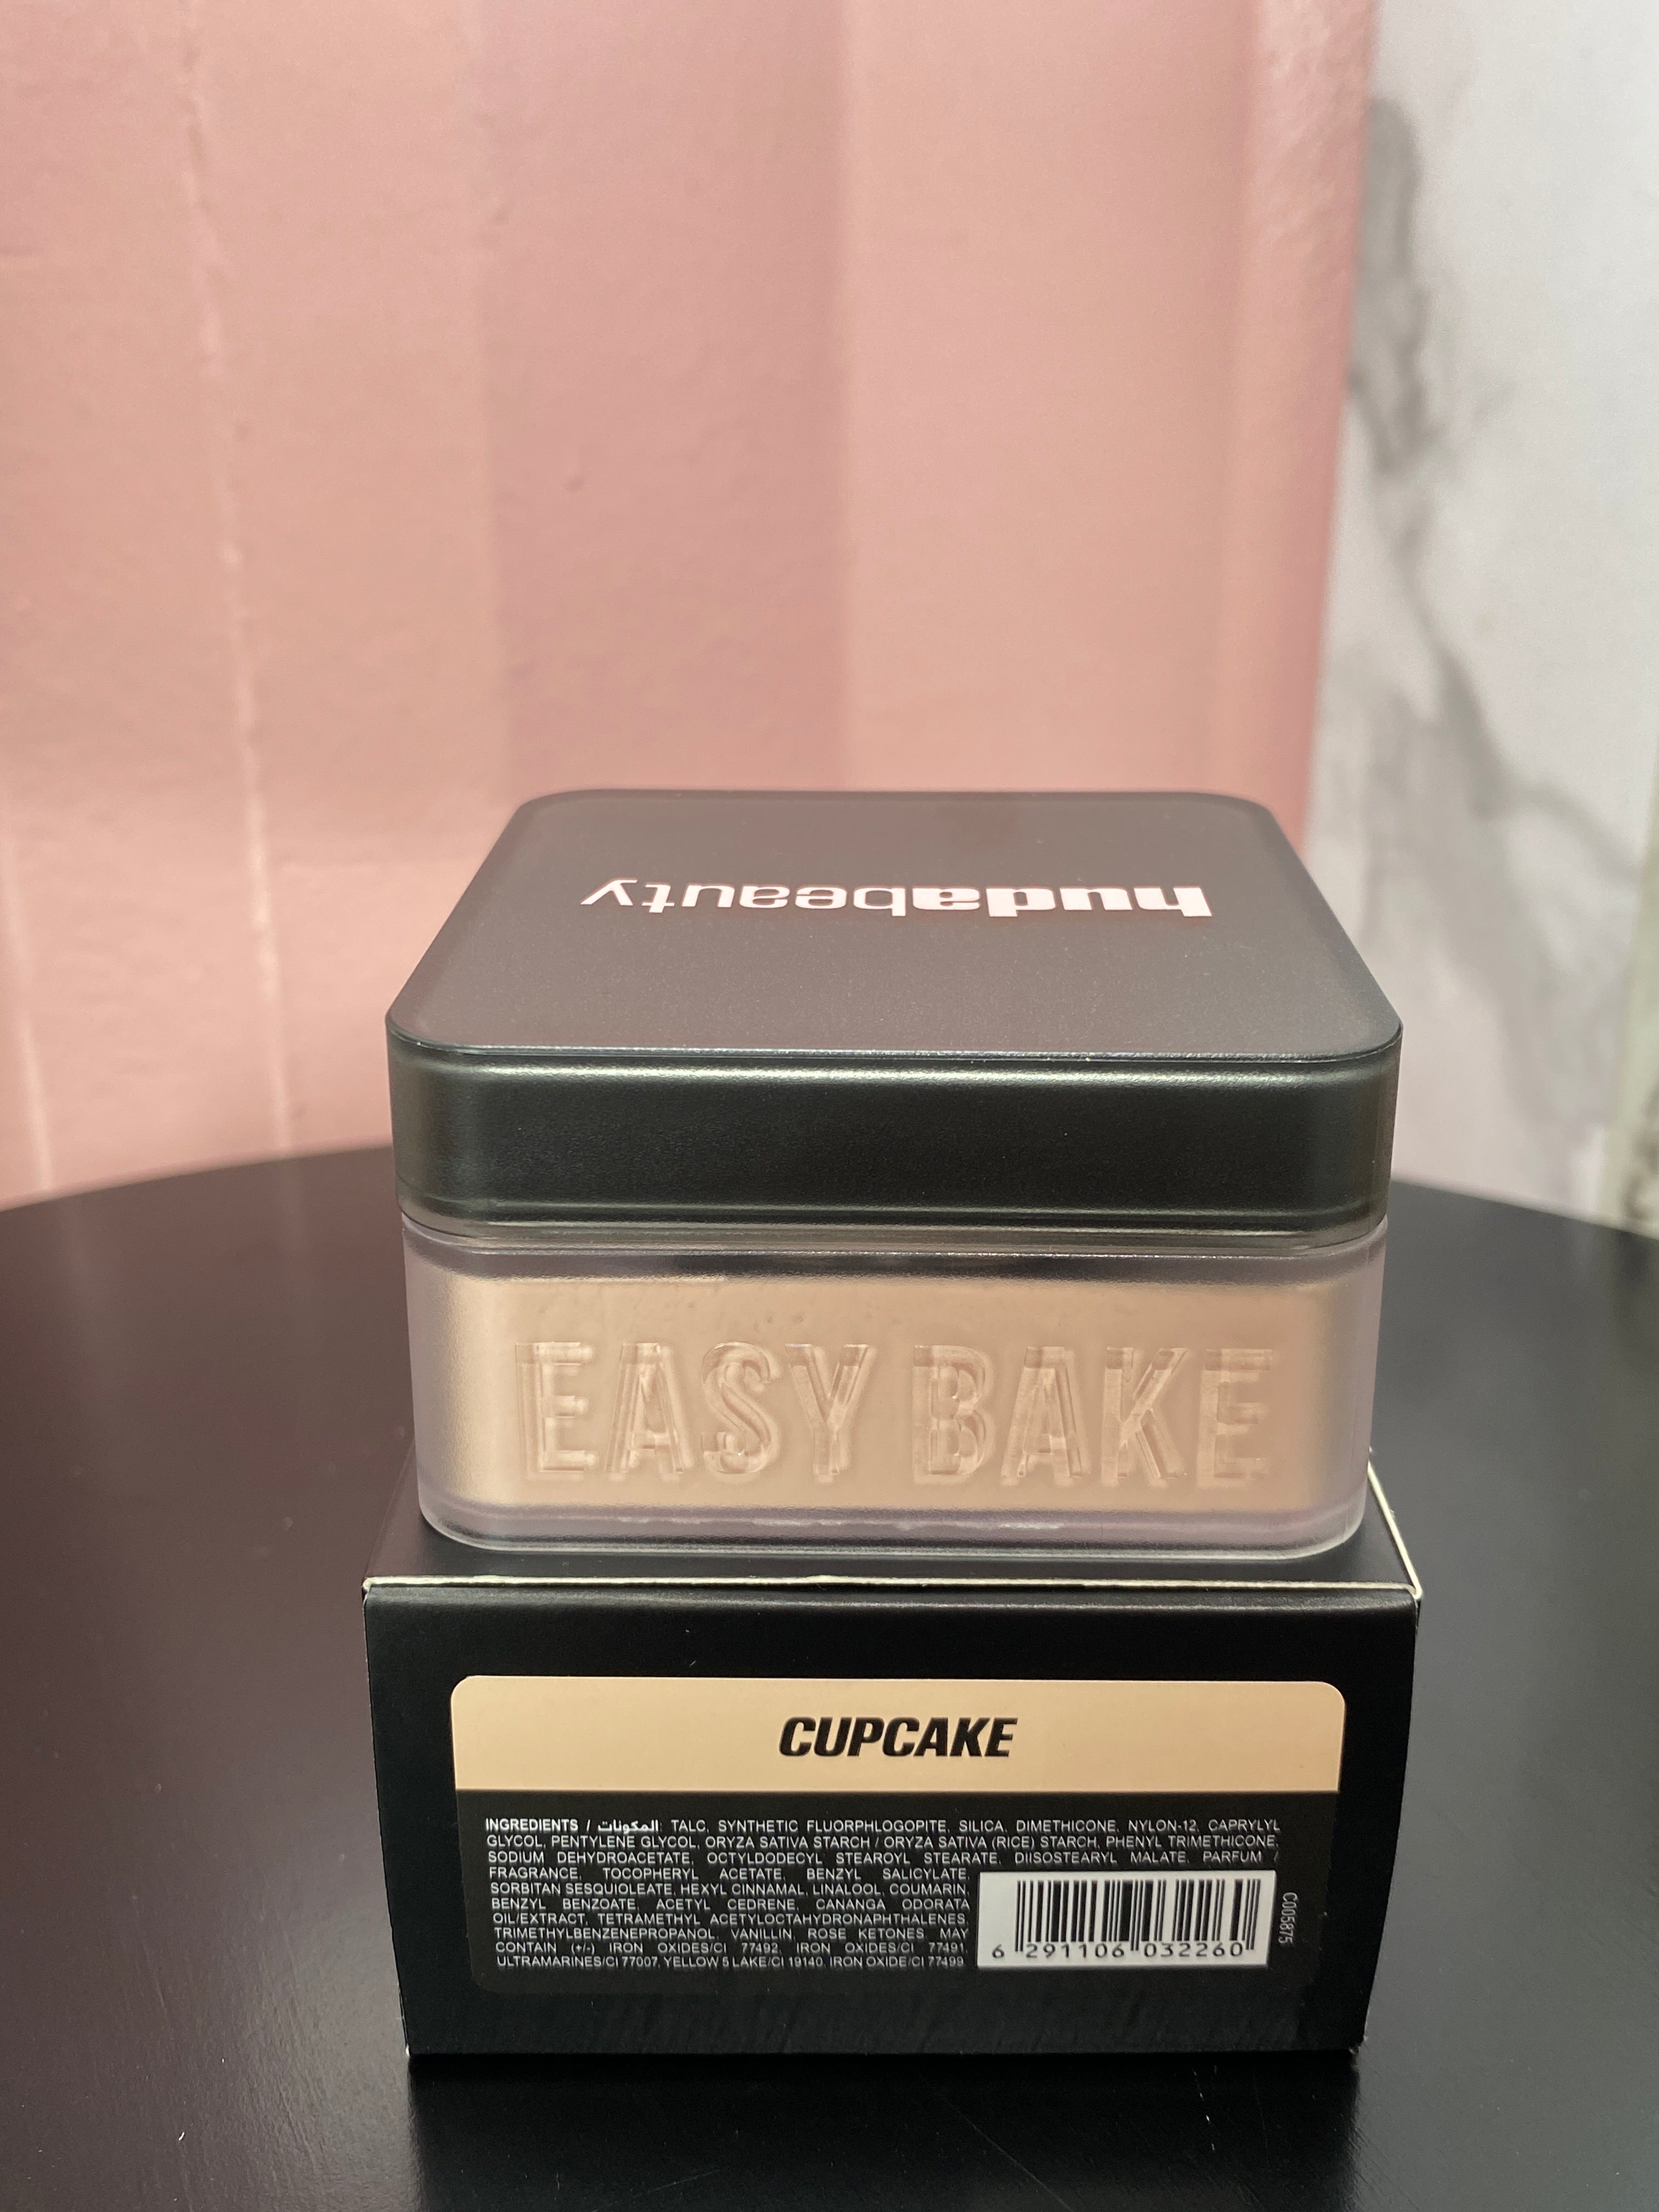 hudabeauty
EASY BAKE
CUPCAKE
INGREDIENTS / المكونات: TALC, SYNTHETIC FLUORPHLOGOPITE, SILICA, DIMETHICONE, NYLON-12, CAPRYLYL
GLYCOL, PENTYLENE GLYCOL, ORYZA SATIVA STARCH / ORYZA SATIVA (RICE) STARCH, PHENYL TRIMETHICONE,
SODIUM DEHYDROACETATE, OCTYLDODECYL STEAROYL STEARATE, DIISOSTEARYL MALATE, PARFUM /
FRAGRANCE, TOCOPHERYL ACETATE, BENZYL SALICYLATE,
SORBITAN SESQUIOLEATE, HEXYL CINNAMAL, LINALOOL, COUMARIN,
BENZYL BENZOATE, ACETYL CEDRENE, CANANGA ODORATA
OIL/EXTRACT, TETRAMETHYL ACETYLOCTAHYDRONAPHTHALENES,
TRIMETHYLBENZENEPROPANOL, VANILLIN, ROSE KETONES, MAY
CONTAIN (+/-) IRON OXIDES/CI 77492, IRON OXIDES/CI 77491,
ULTRAMARINES/CI 77007, YELLOW 5 LAKE/CI 19140, IRON OXIDE/CI 77499
6 291106 032260
C005875